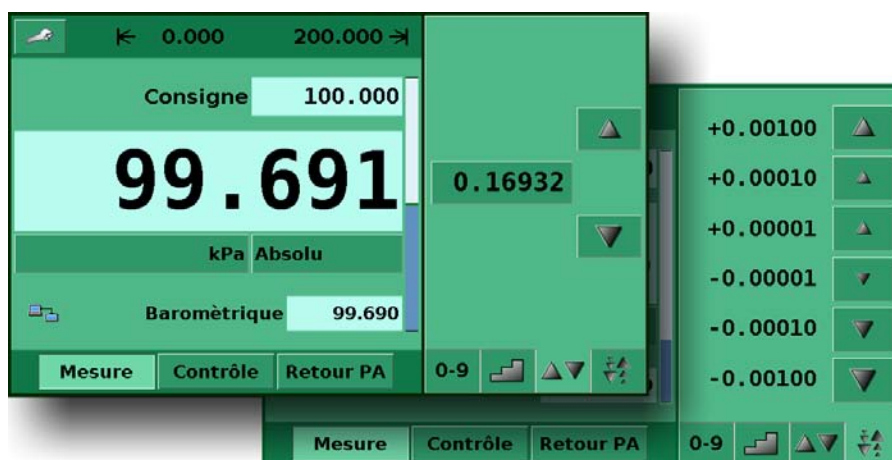 0.000 200.000
Consigne 100.000
99.691
kPa Absolu
Baromètrique 99.690
Mesure Contrôle Retour PA
0.16932
0-9
+0.00100
+0.00010
+0.00001
-0.00001
-0.00010
-0.00100
Mesure Contrôle Retour PA 0-9